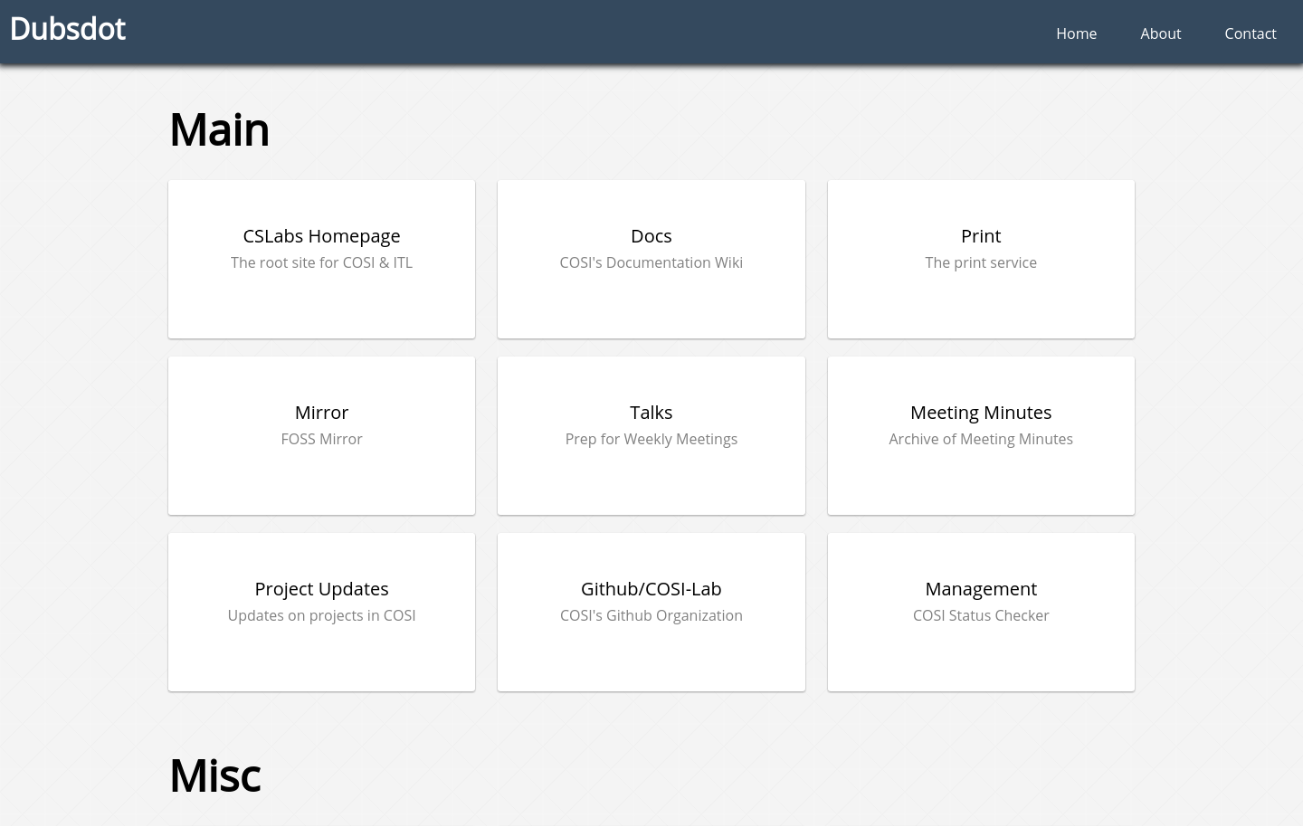 Dubsdot
Home About Contact
Main
CSLabs Homepage
The root site for COSI & ITL
Docs
COSI's Documentation Wiki
Print
The print service
Mirror
FOSS Mirror
Talks
Prep for Weekly Meetings
Meeting Minutes
Archive of Meeting Minutes
Project Updates
Updates on projects in COSI
Github/COSI-Lab
COSI's Github Organization
Management
COSI Status Checker
Misc